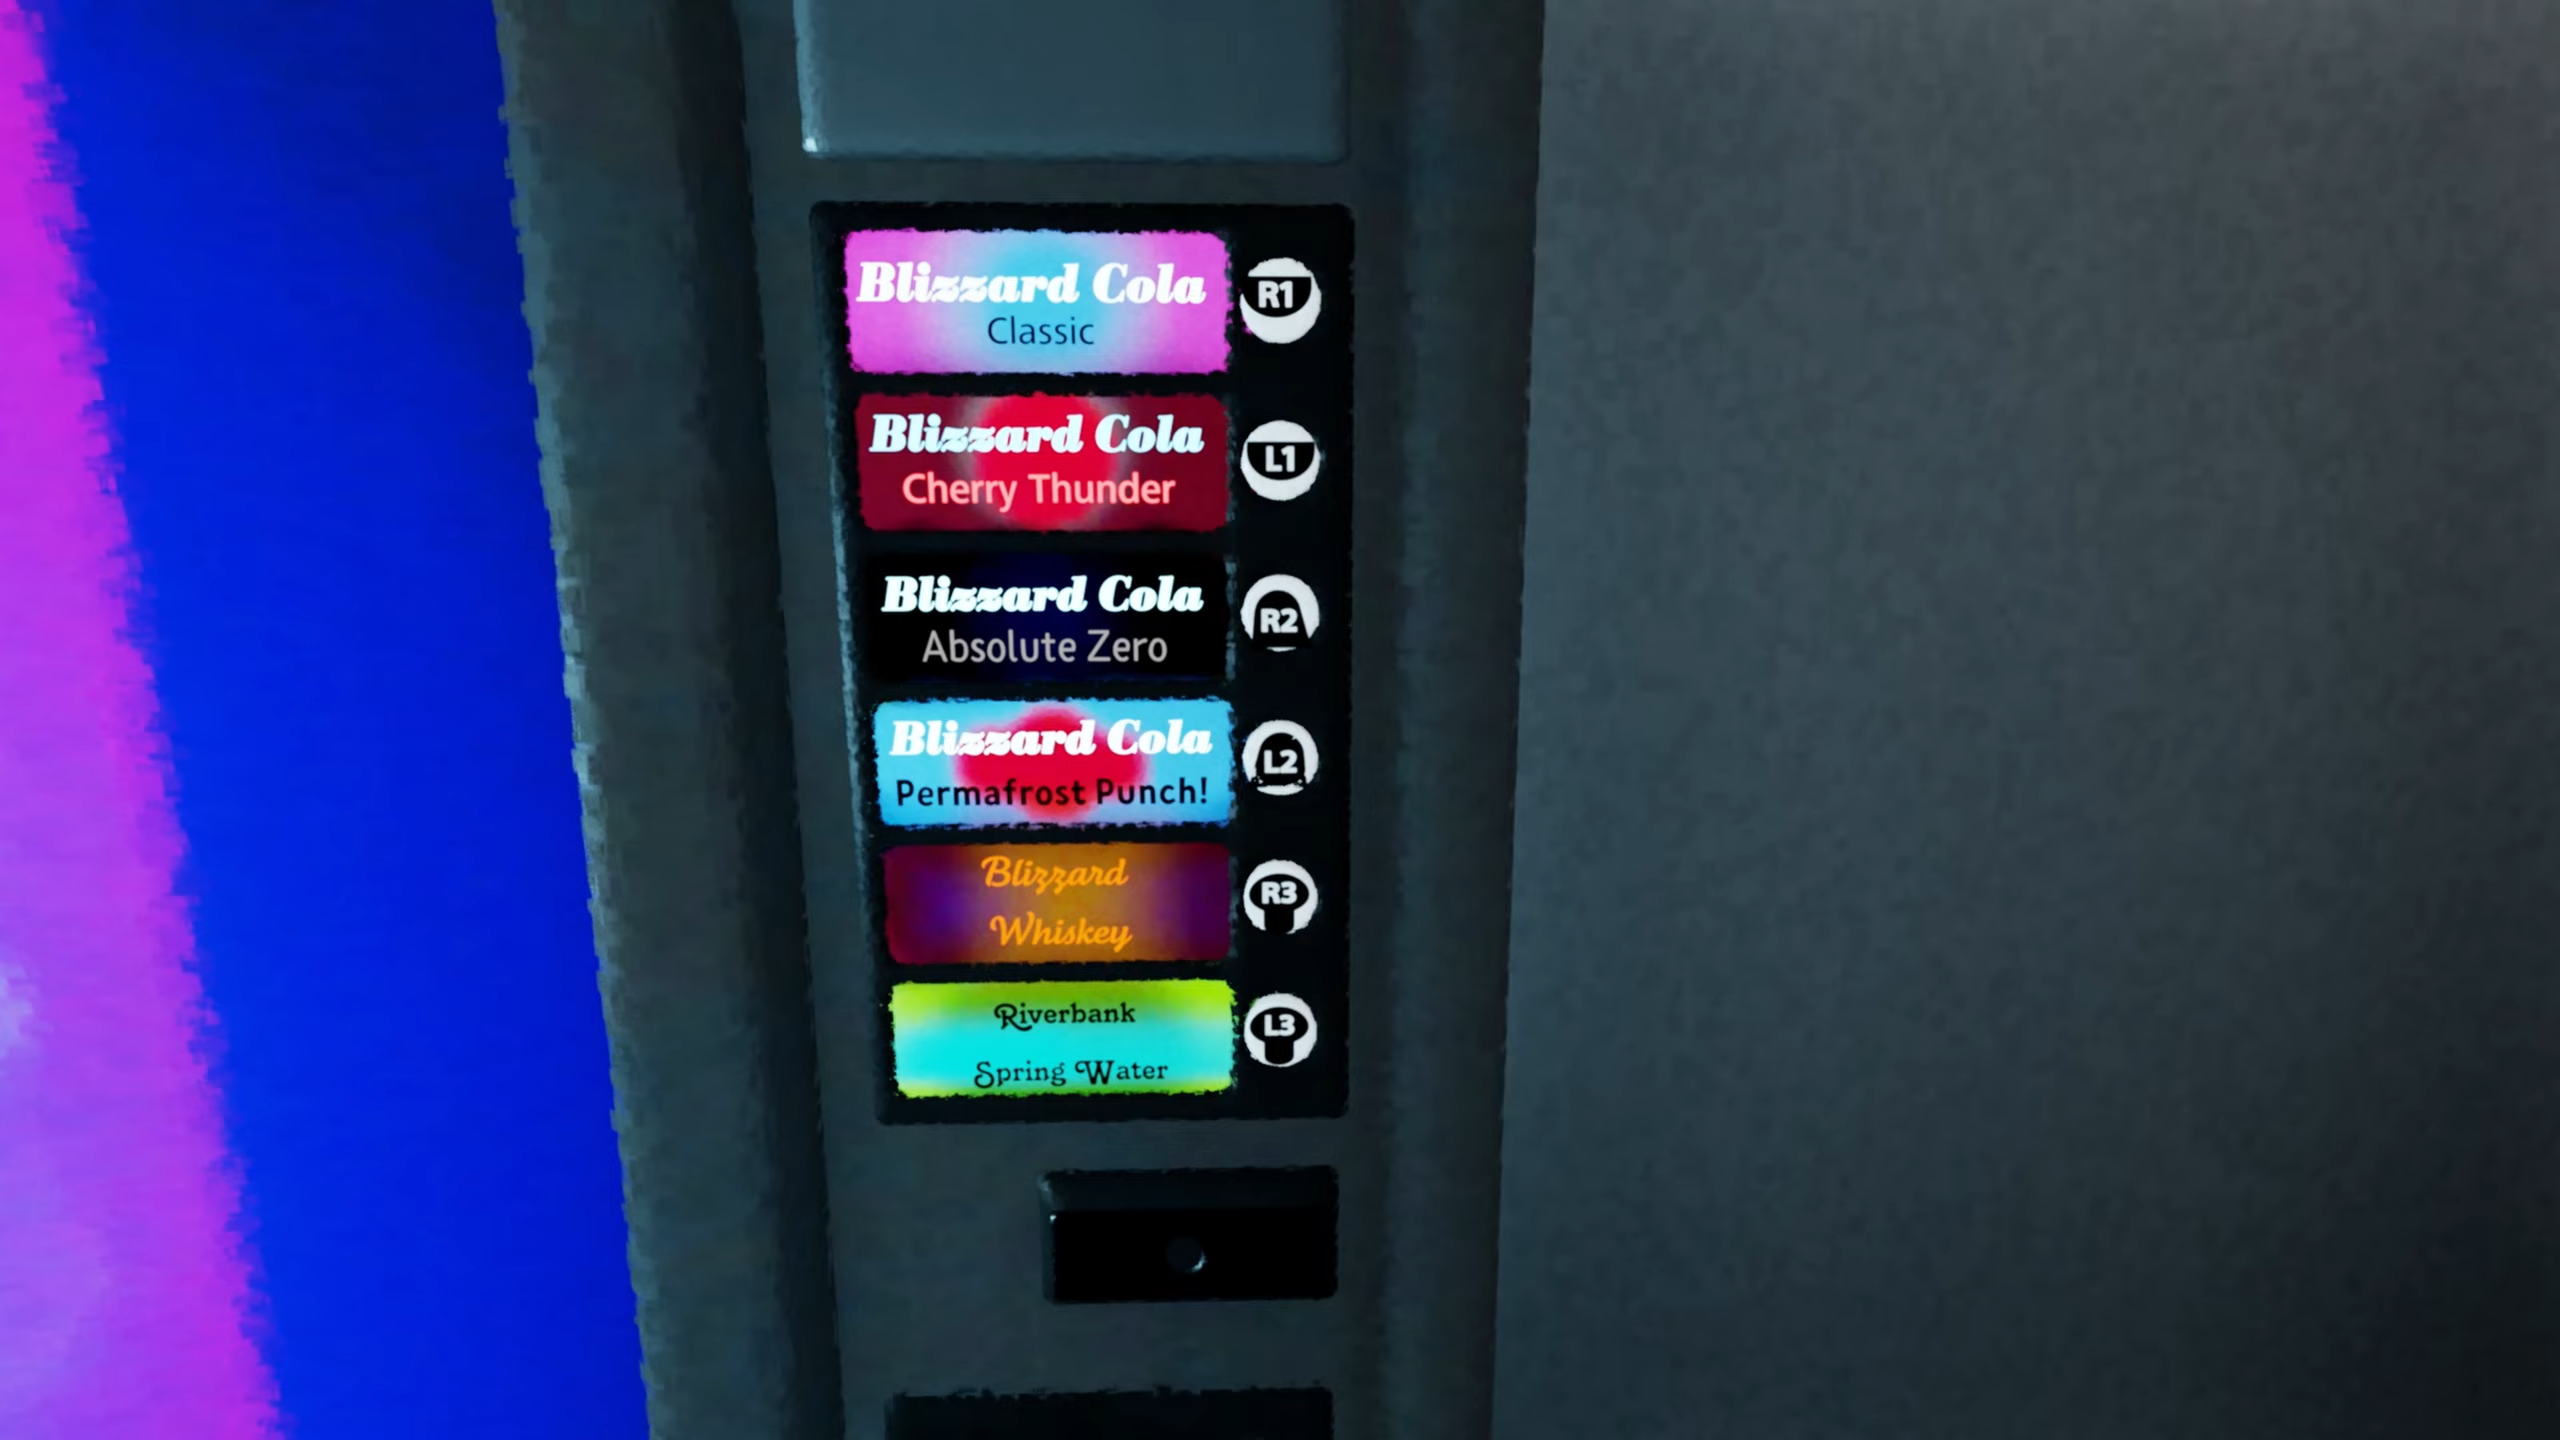 Blizzard Cola
Classic
R1
Blizzard Cola
Cherry Thunder
L1
Blizzard Cola
Absolute Zero
R2
Blizzard Cola
Permafrost Punch!
L2
Blizzard
Whiskey
R3
Riverbank
Spring Water
L3